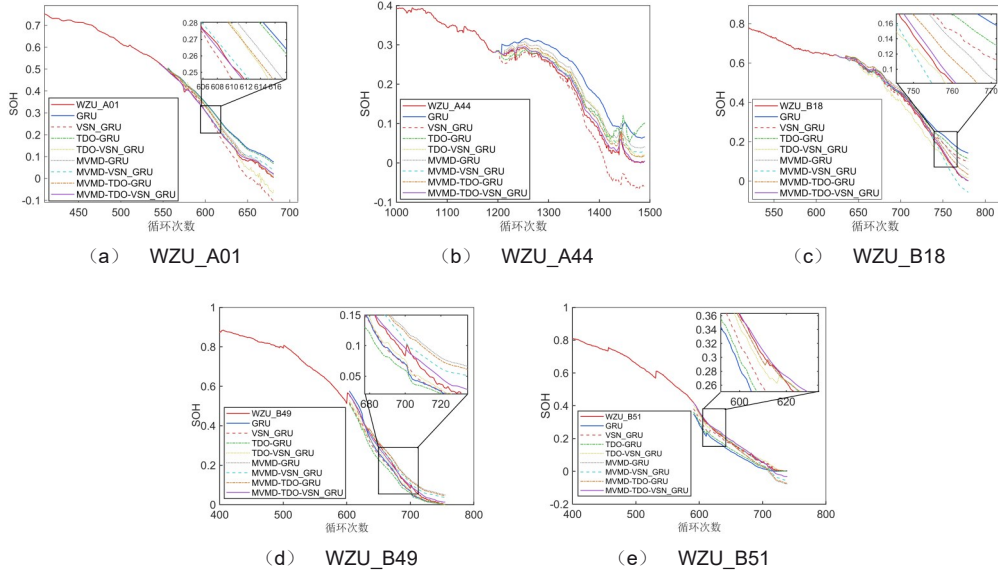 0.7
0.6
0.5
0.4
0.3
0.2
0.1
0
-0.1
SOH
500
550
600
650
700
循环次数
0.28
0.27
0.26
0.25
606 608 610 612 614 616
WZU_A01
GRU
VSN_GRU
TDO-GRU
TDO-VSN_GRU
MVMD-GRU
MVMD-VSN_GRU
MVMD-TDO-GRU
MVMD-TDO-VSN_GRU
（a） WZU_A01
0.4
0.3
0.2
0.1
0
-0.1
SOH
1000 1100 1200 1300 1400 1500
循环次数
WZU_A44
GRU
VSN_GRU
TDO-GRU
TDO-VSN_GRU
MVMD-GRU
MVMD-VSN_GRU
MVMD-TDO-GRU
MVMD-TDO-VSN_GRU
（b） WZU_A44
0.8
0.6
0.4
0.2
0
SOH
550 600 650 700 750 800
循环次数
0.16
0.14
0.12
0.1
750 760 770
WZU_B18
GRU
VSN_GRU
TDO-GRU
TDO-VSN_GRU
MVMD-GRU
MVMD-VSN_GRU
MVMD-TDO-GRU
MVMD-TDO-VSN_GRU
（c） WZU_B18
1
0.8
0.6
0.4
0.2
0
SOH
400 500 600 700 800
循环次数
0.15
0.1
0.05
680 700 720
WZU_B49
GRU
VSN_GRU
TDO-GRU
TDO-VSN_GRU
MVMD-GRU
MVMD-VSN_GRU
MVMD-TDO-GRU
MVMD-TDO-VSN_GRU
（d） WZU_B49
1
0.8
0.6
0.4
0.2
0
-0.2
SOH
400 500 600 700 800
循环次数
0.36
0.34
0.32
0.3
0.28
0.26
600 620
WZU_B51
GRU
VSN_GRU
TDO-GRU
TDO-VSN_GRU
MVMD-GRU
MVMD-VSN_GRU
MVMD-TDO-GRU
MVMD-TDO-VSN_GRU
（e） WZU_B51